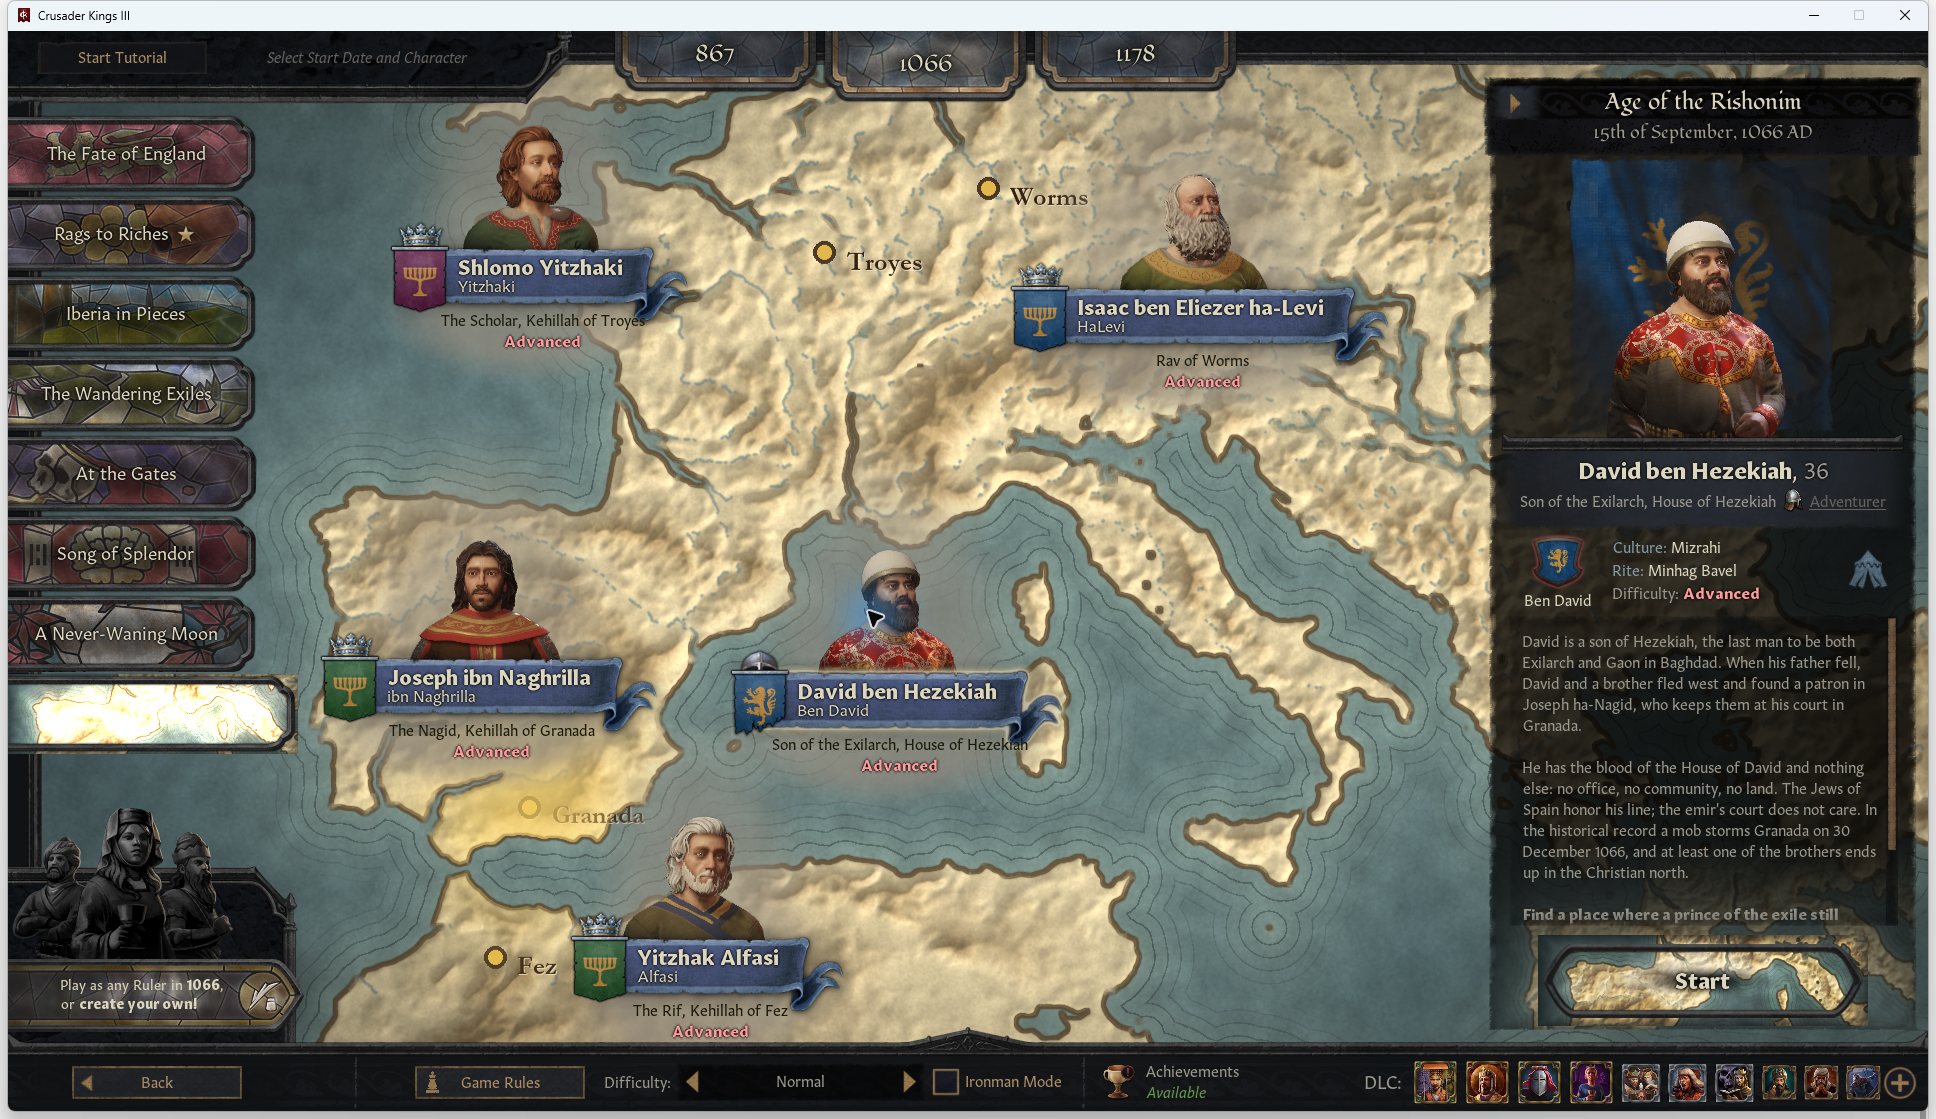 Crusader Kings III
Start Tutorial
Select Start Date and Character
867
1066
1178
The Fate of England
Rags to Riches
Iberia in Pieces
The Wandering Exiles
At the Gates
Song of Splendor
A Never-Waning Moon
Play as any Ruler in 1066,
or create your own!
Worms
Troyes
Shlomo Yitzhaki
Yitzhaki
The Scholar, Kehillah of Troyes
Advanced
Isaac ben Eliezer ha-Levi
HaLevi
Rav of Worms
Advanced
Joseph ibn Naghrilla
ibn Naghrilla
The Nagid, Kehillah of Granada
Advanced
David ben Hezekiah
Ben David
Son of the Exilarch, House of Hezekiah
Advanced
Granada
Fez
Yitzhak Alfasi
Alfasi
The Rif, Kehillah of Fez
Advanced
Age of the Rishonim
15th of September, 1066 AD
David ben Hezekiah, 36
Son of the Exilarch, House of Hezekiah Adventurer
Ben David
Culture: Mizrahi
Rite: Minhag Bavel
Difficulty: Advanced
David is a son of Hezekiah, the last man to be both
Exilarch and Gaon in Baghdad. When his father fell,
David and a brother fled west and found a patron in
Joseph ha-Nagid, who keeps them at his court in
Granada.
He has the blood of the House of David and nothing
else: no office, no community, no land. The Jews of
Spain honor his line; the emir's court does not care. In
the historical record a mob storms Granada on 30
December 1066, and at least one of the brothers ends
up in the Christian north.
Find a place where a prince of the exile still
Start
Back
Game Rules
Difficulty:
Normal
Ironman Mode
Achievements
Available
DLC: